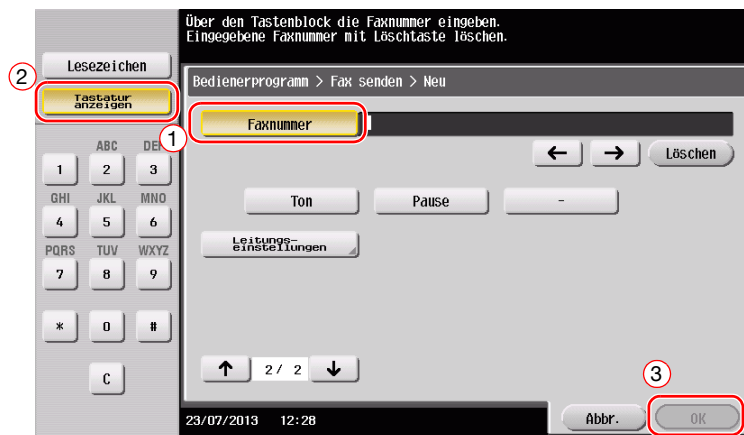 Über den Tastenblock die Faxnummer eingeben.
Eingegebene Faxnummer mit Löschtaste löschen.
2
Lesezeichen
Bedienerprogramm > Fax senden > Neu
Tastatur
anzeigen
1
Faxnummer
ABC DEF
← → Löschen
1 2 3
GHI JKL MNO
Ton Pause -
4 5 6
Leitungs-
einstellungen
PQRS TUV WXYZ
7 8 9
* 0 #
↑ 2/ 2 ↓
C
3
23/07/2013 12:28
Abbr. OK